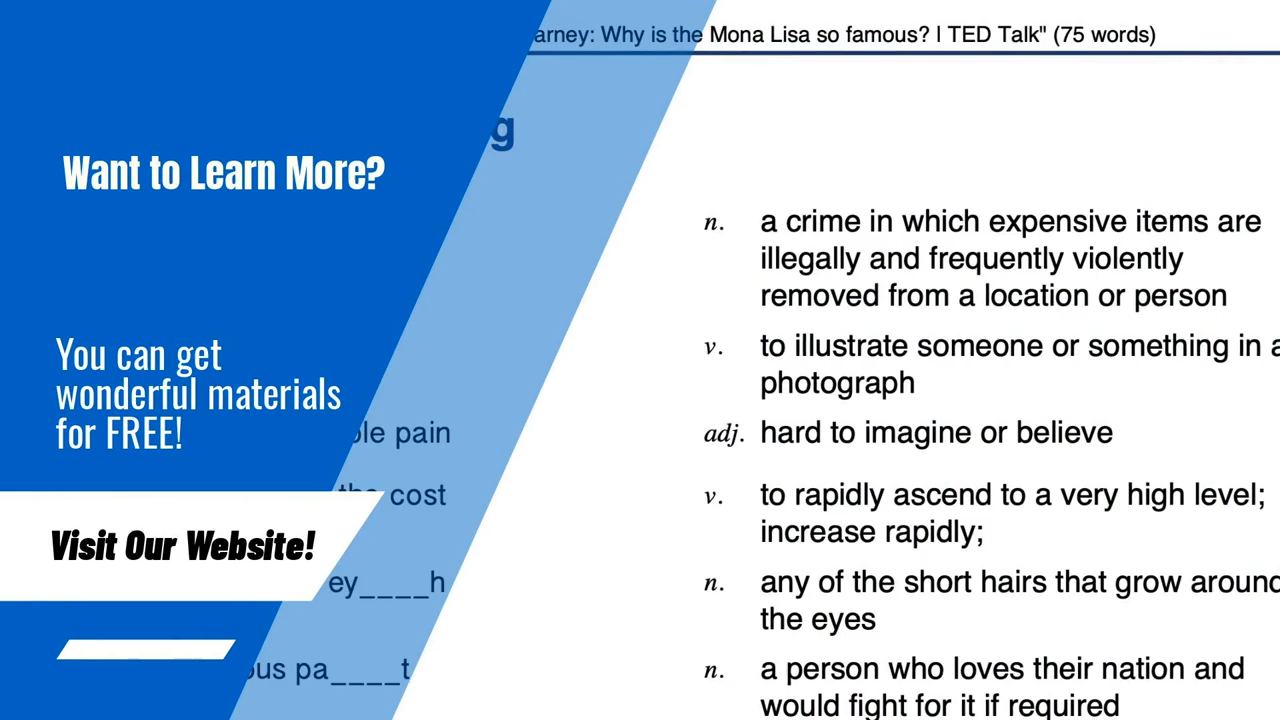 arney: Why is the Mona Lisa so famous? | TED Talk" (75 words)
g
Want to Learn More?
You can get
wonderful materials
for FREE!
Visit Our Website!
n. a crime in which expensive items are
illegally and frequently violently
removed from a location or person
v. to illustrate someone or something in a
photograph
ble pain adj. hard to imagine or believe
the cost v. to rapidly ascend to a very high level;
increase rapidly;
ey____h n. any of the short hairs that grow around
the eyes
ous pa____t n. a person who loves their nation and
would fight for it if required